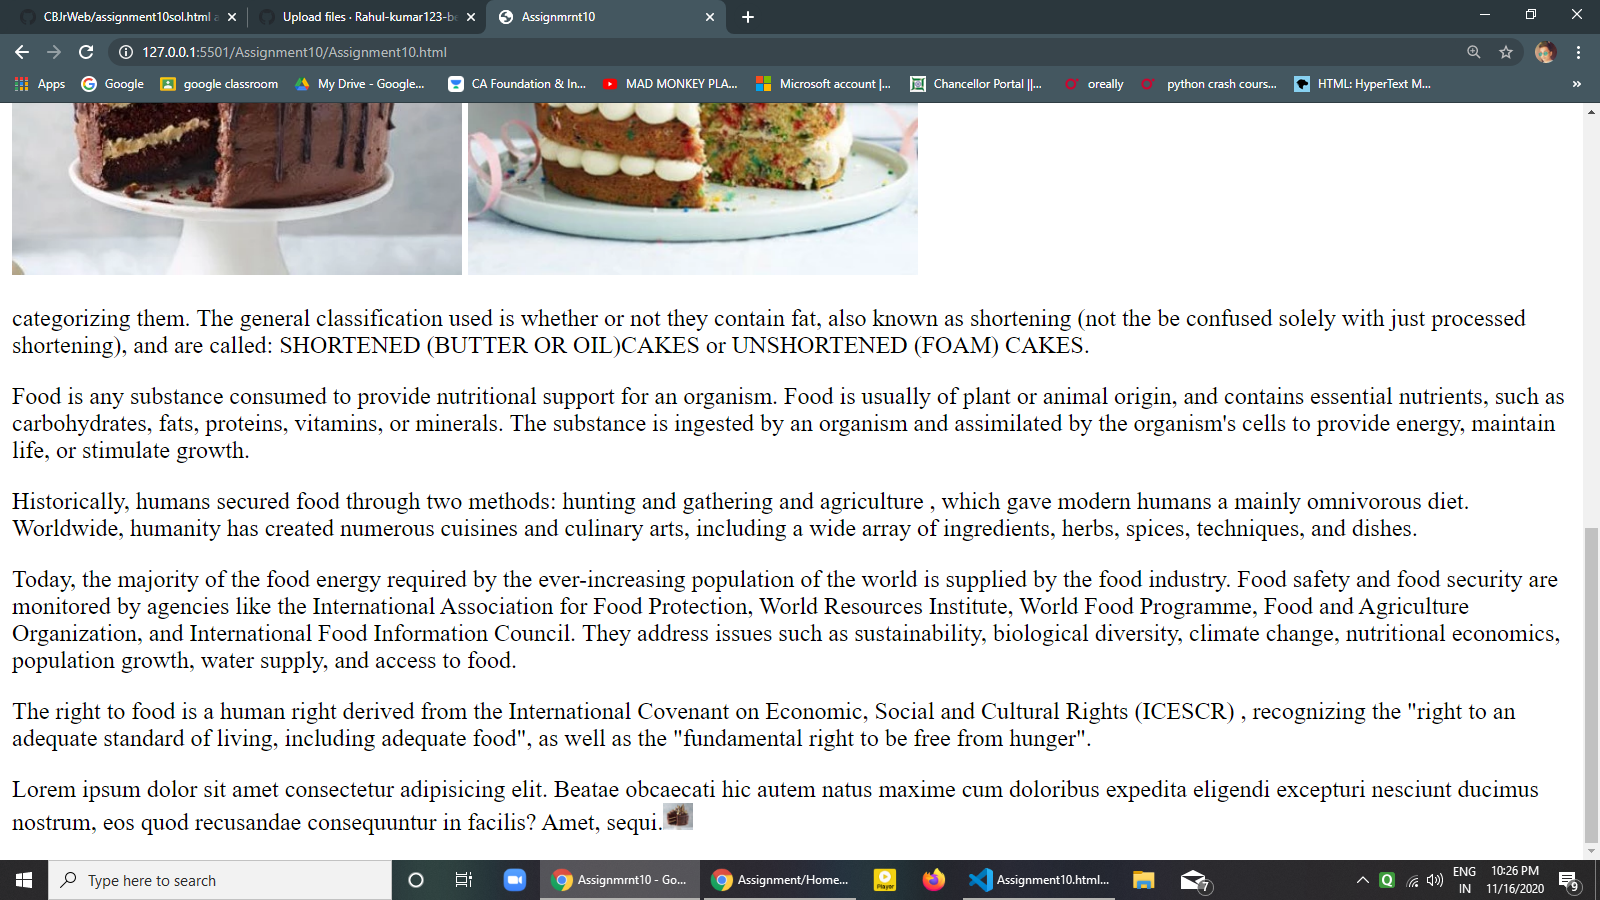 CBJrWeb/assignment10sol.html a
Upload files · Rahul-kumar123-be
Assignmrnt10
127.0.0.1:5501/Assignment10/Assignment10.html
Apps
Google
google classroom
My Drive - Google...
CA Foundation & In...
MAD MONKEY PLA...
Microsoft account |...
Chancellor Portal ||...
oreally
python crash cours...
HTML: HyperText M...
»
categorizing them. The general classification used is whether or not they contain fat, also known as shortening (not the be confused solely with just processed
shortening), and are called: SHORTENED (BUTTER OR OIL)CAKES or UNSHORTENED (FOAM) CAKES.
Food is any substance consumed to provide nutritional support for an organism. Food is usually of plant or animal origin, and contains essential nutrients, such as
carbohydrates, fats, proteins, vitamins, or minerals. The substance is ingested by an organism and assimilated by the organism's cells to provide energy, maintain
life, or stimulate growth.
Historically, humans secured food through two methods: hunting and gathering and agriculture , which gave modern humans a mainly omnivorous diet.
Worldwide, humanity has created numerous cuisines and culinary arts, including a wide array of ingredients, herbs, spices, techniques, and dishes.
Today, the majority of the food energy required by the ever-increasing population of the world is supplied by the food industry. Food safety and food security are
monitored by agencies like the International Association for Food Protection, World Resources Institute, World Food Programme, Food and Agriculture
Organization, and International Food Information Council. They address issues such as sustainability, biological diversity, climate change, nutritional economics,
population growth, water supply, and access to food.
The right to food is a human right derived from the International Covenant on Economic, Social and Cultural Rights (ICESCR) , recognizing the "right to an
adequate standard of living, including adequate food", as well as the "fundamental right to be free from hunger".
Lorem ipsum dolor sit amet consectetur adipisicing elit. Beatae obcaecati hic autem natus maxime cum doloribus expedita eligendi excepturi nesciunt ducimus
nostrum, eos quod recusandae consequuntur in facilis? Amet, sequi.
Type here to search
Assignmrnt10 - Go...
Assignment/Home...
Player
Assignment10.html...
7
Q
ENG
IN
10:26 PM
11/16/2020
9